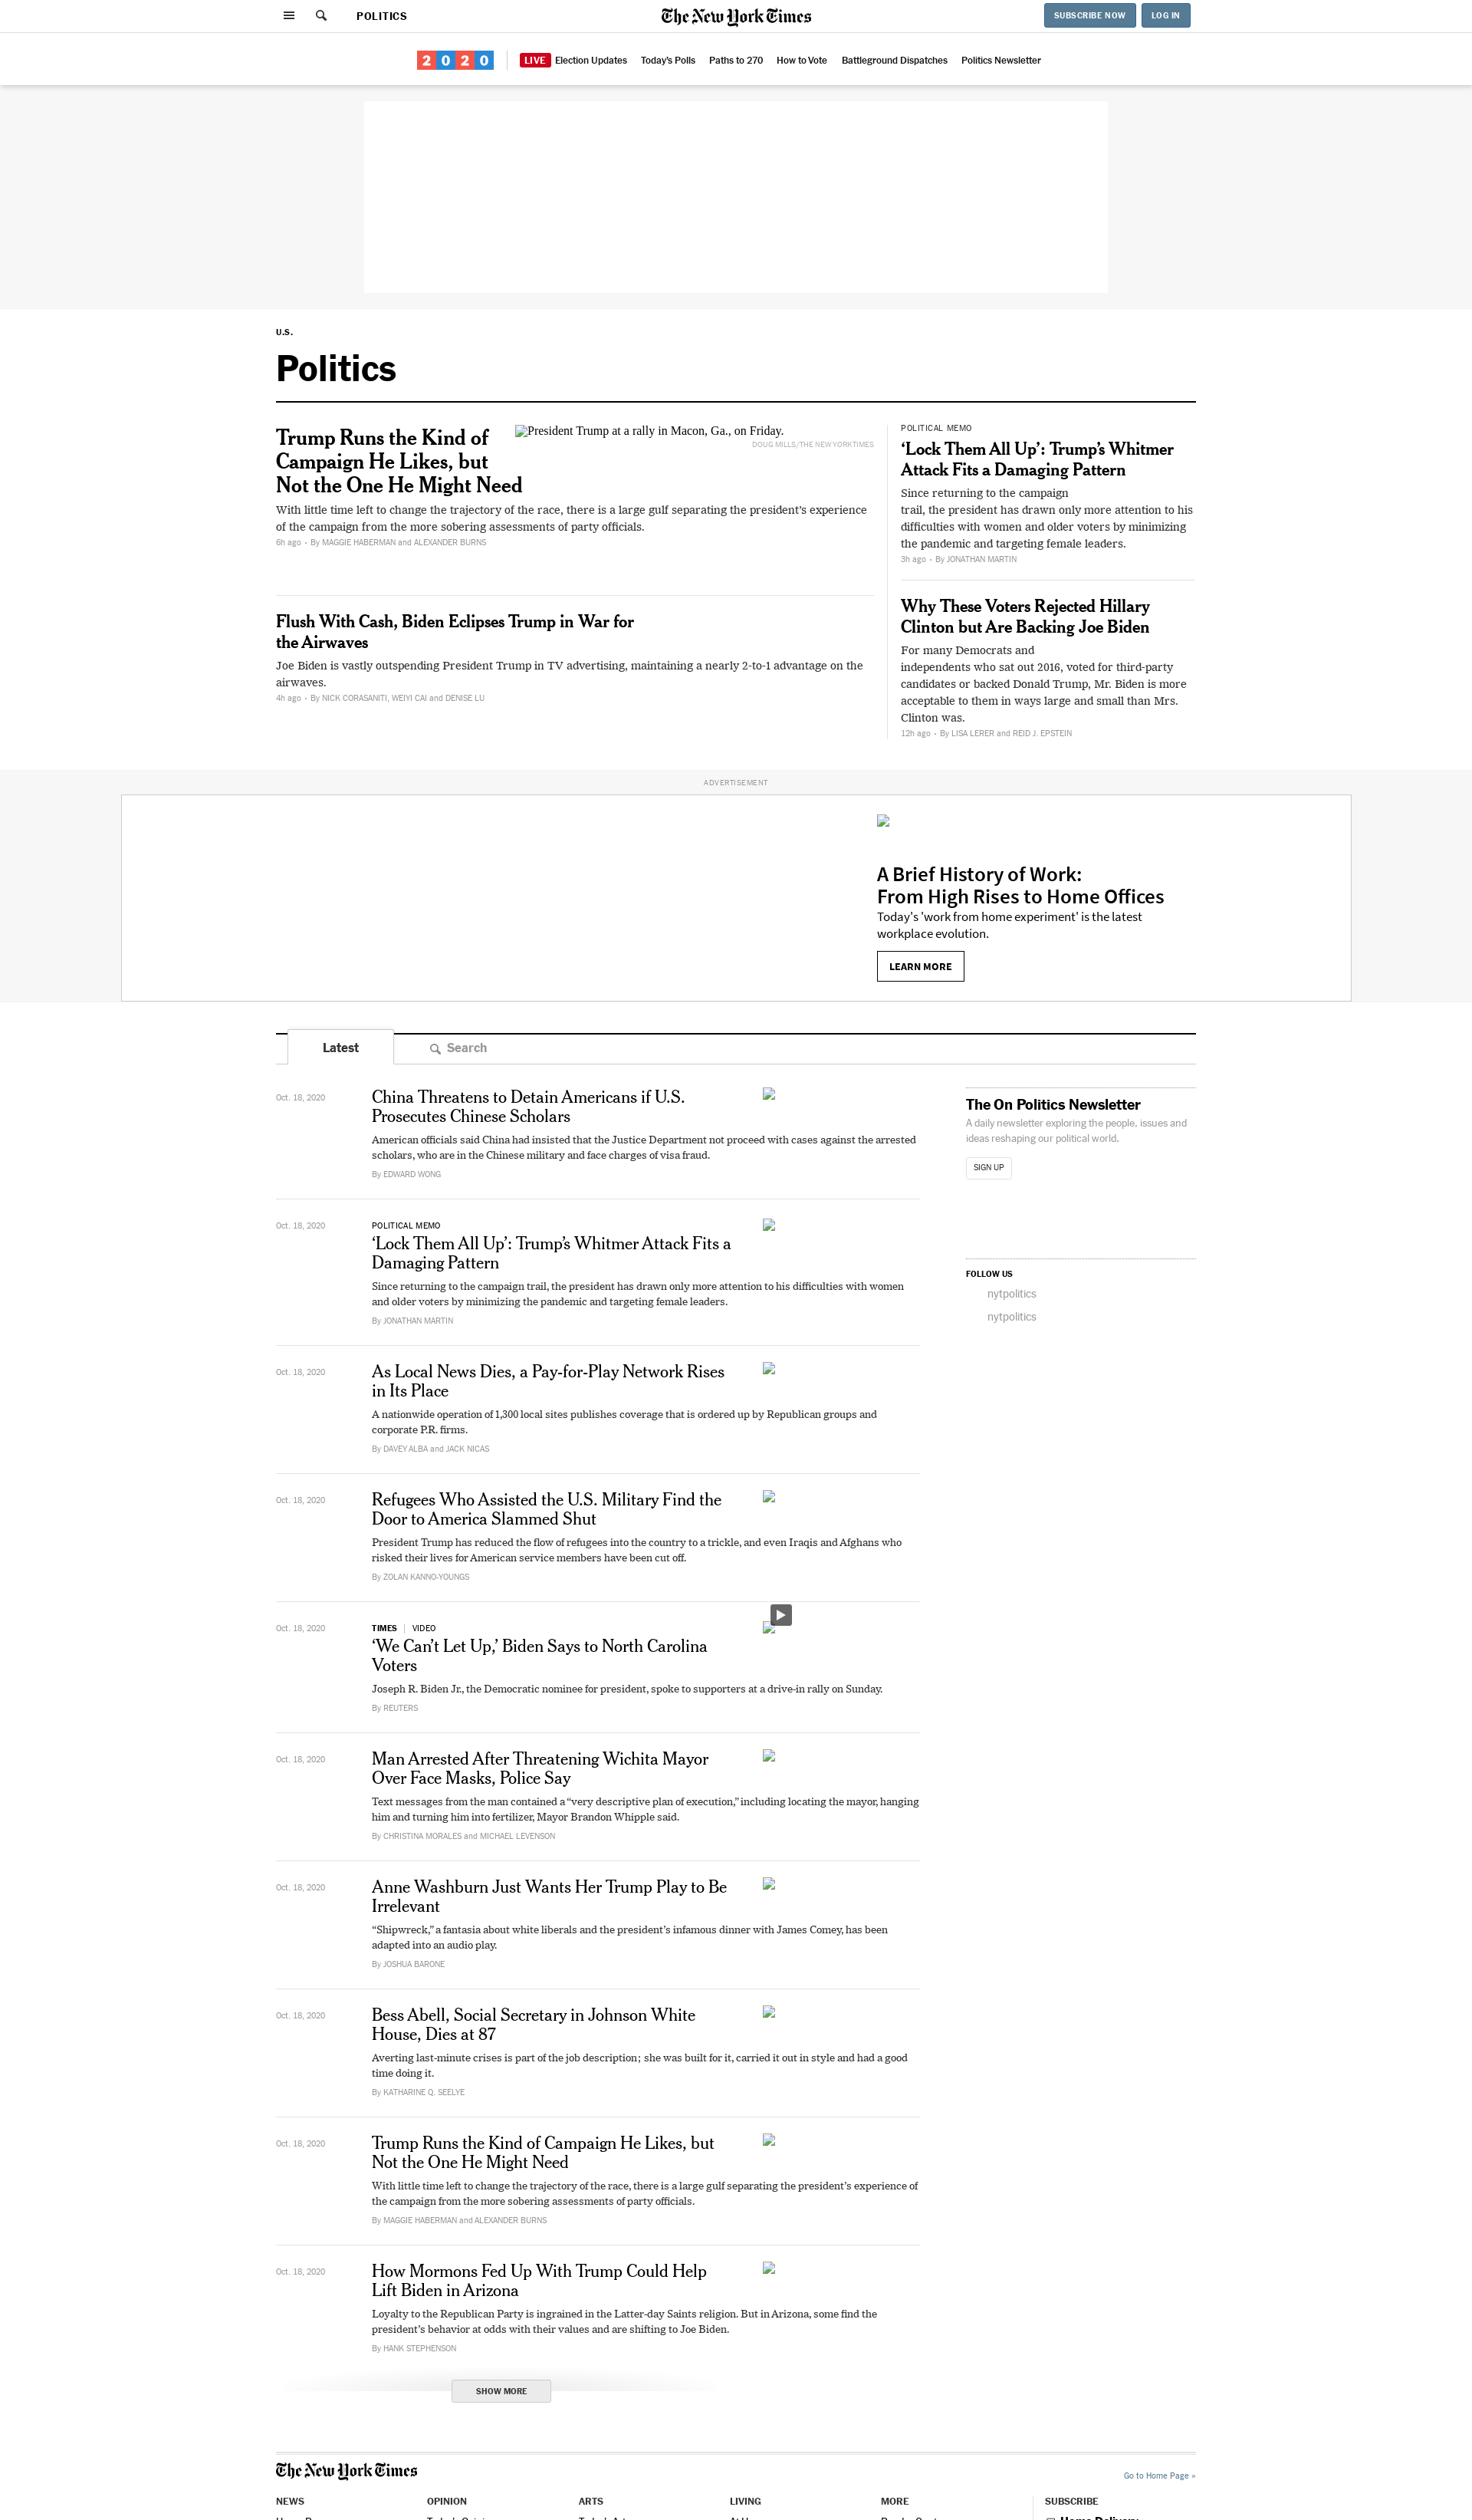 POLITICS
The New York Times
SUBSCRIBE NOW
LOG IN
2020
LIVE Election Updates
Today's Polls
Paths to 270
How to Vote
Battleground Dispatches
Politics Newsletter
U.S.
Politics
Trump Runs the Kind of
Campaign He Likes, but
Not the One He Might Need
President Trump at a rally in Macon, Ga., on Friday.
DOUG MILLS/THE NEW YORK TIMES
With little time left to change the trajectory of the race, there is a large gulf separating the president's experience
of the campaign from the more sobering assessments of party officials.
6h ago • By MAGGIE HABERMAN and ALEXANDER BURNS
Flush With Cash, Biden Eclipses Trump in War for
the Airwaves
Joe Biden is vastly outspending President Trump in TV advertising, maintaining a nearly 2-to-1 advantage on the
airwaves.
4h ago • By NICK CORASANITI, WEIYI CAI and DENISE LU
POLITICAL MEMO
‘Lock Them All Up’: Trump’s Whitmer
Attack Fits a Damaging Pattern
Since returning to the campaign
trail, the president has drawn only more attention to his
difficulties with women and older voters by minimizing
the pandemic and targeting female leaders.
3h ago • By JONATHAN MARTIN
Why These Voters Rejected Hillary
Clinton but Are Backing Joe Biden
For many Democrats and
independents who sat out 2016, voted for third-party
candidates or backed Donald Trump, Mr. Biden is more
acceptable to them in ways large and small than Mrs.
Clinton was.
12h ago • By LISA LERER and REID J. EPSTEIN
ADVERTISEMENT
A Brief History of Work:
From High Rises to Home Offices
Today's 'work from home experiment' is the latest
workplace evolution.
LEARN MORE
Latest
Search
Oct. 18, 2020
China Threatens to Detain Americans if U.S.
Prosecutes Chinese Scholars
American officials said China had insisted that the Justice Department not proceed with cases against the arrested
scholars, who are in the Chinese military and face charges of visa fraud.
By EDWARD WONG
Oct. 18, 2020
POLITICAL MEMO
‘Lock Them All Up’: Trump’s Whitmer Attack Fits a
Damaging Pattern
Since returning to the campaign trail, the president has drawn only more attention to his difficulties with women
and older voters by minimizing the pandemic and targeting female leaders.
By JONATHAN MARTIN
Oct. 18, 2020
As Local News Dies, a Pay-for-Play Network Rises
in Its Place
A nationwide operation of 1,300 local sites publishes coverage that is ordered up by Republican groups and
corporate P.R. firms.
By DAVEY ALBA and JACK NICAS
Oct. 18, 2020
Refugees Who Assisted the U.S. Military Find the
Door to America Slammed Shut
President Trump has reduced the flow of refugees into the country to a trickle, and even Iraqis and Afghans who
risked their lives for American service members have been cut off.
By ZOLAN KANNO-YOUNGS
Oct. 18, 2020
TIMES | VIDEO
‘We Can’t Let Up,’ Biden Says to North Carolina
Voters
Joseph R. Biden Jr., the Democratic nominee for president, spoke to supporters at a drive-in rally on Sunday.
By REUTERS
Oct. 18, 2020
Man Arrested After Threatening Wichita Mayor
Over Face Masks, Police Say
Text messages from the man contained a “very descriptive plan of execution,” including locating the mayor, hanging
him and turning him into fertilizer, Mayor Brandon Whipple said.
By CHRISTINA MORALES and MICHAEL LEVENSON
Oct. 18, 2020
Anne Washburn Just Wants Her Trump Play to Be
Irrelevant
“Shipwreck,” a fantasia about white liberals and the president’s infamous dinner with James Comey, has been
adapted into an audio play.
By JOSHUA BARONE
Oct. 18, 2020
Bess Abell, Social Secretary in Johnson White
House, Dies at 87
Averting last-minute crises is part of the job description; she was built for it, carried it out in style and had a good
time doing it.
By KATHARINE Q. SEELYE
Oct. 18, 2020
Trump Runs the Kind of Campaign He Likes, but
Not the One He Might Need
With little time left to change the trajectory of the race, there is a large gulf separating the president’s experience of
the campaign from the more sobering assessments of party officials.
By MAGGIE HABERMAN and ALEXANDER BURNS
Oct. 18, 2020
How Mormons Fed Up With Trump Could Help
Lift Biden in Arizona
Loyalty to the Republican Party is ingrained in the Latter-day Saints religion. But in Arizona, some find the
president’s behavior at odds with their values and are shifting to Joe Biden.
By HANK STEPHENSON
SHOW MORE
The On Politics Newsletter
A daily newsletter exploring the people, issues and
ideas reshaping our political world.
SIGN UP
FOLLOW US
nytpolitics
nytpolitics
The New York Times
Go to Home Page »
NEWS
OPINION
ARTS
LIVING
MORE
SUBSCRIBE